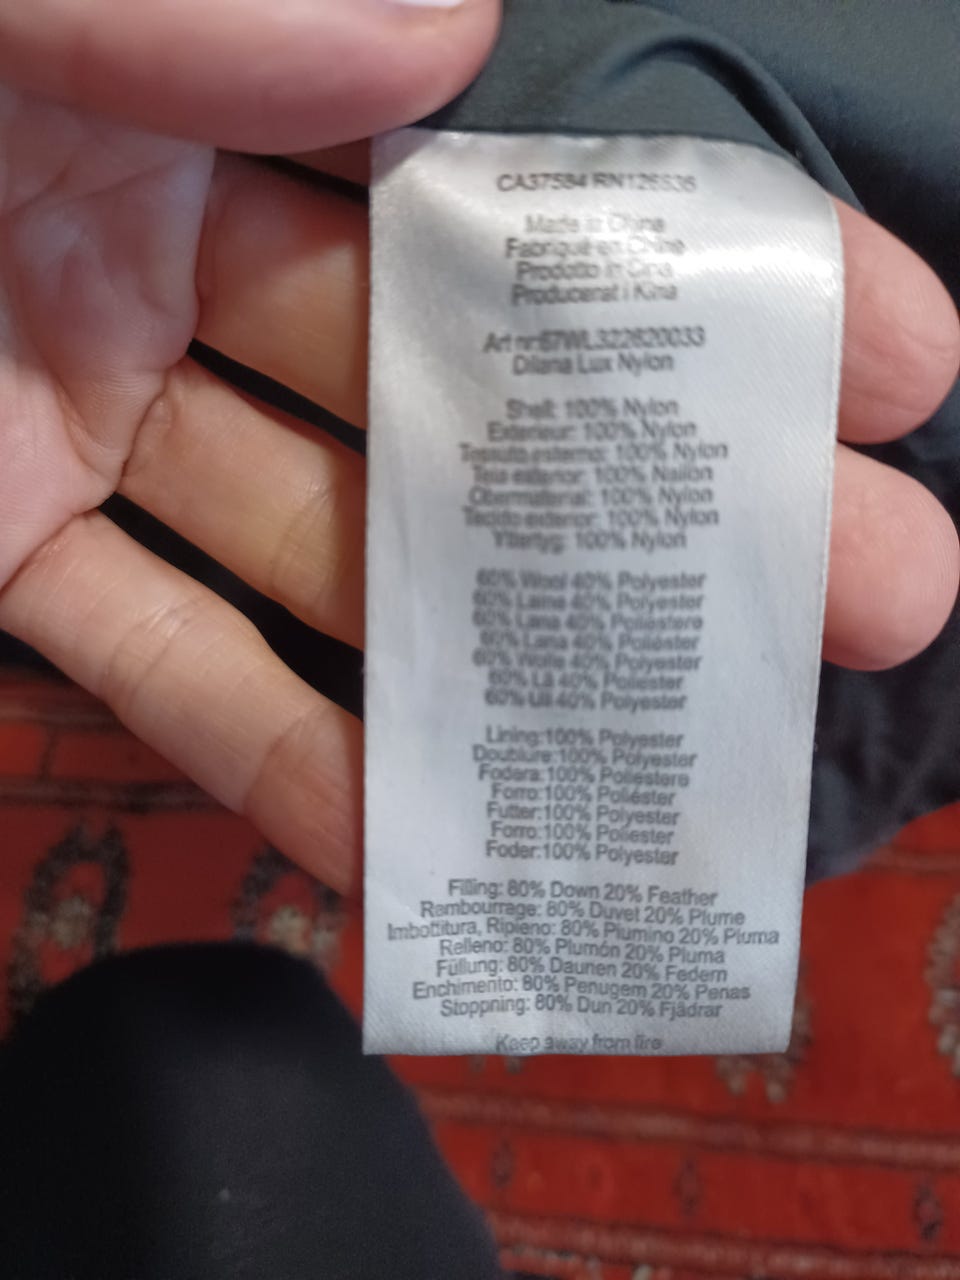 CA37584 RN126636
Made in China
Fabriqué en Chine
Prodotto in Cina
Producerat i Kina
Art nr:67WL322620033
Dilana Lux Nylon
Shell: 100% Nylon
Exterieur: 100% Nylon
Tessuto esterno: 100% Nylon
Tela exterior: 100% Nailon
Obermaterial: 100% Nylon
Tecido exterior: 100% Nylon
Yttertyg: 100% Nylon
60% Wool 40% Polyester
60% Laine 40% Polyester
60% Lana 40% Poliestere
60% Lana 40% Poliéster
60% Wolle 40% Polyester
60% Lã 40% Poliester
60% Ull 40% Polyester
Lining:100% Polyester
Doublure:100% Polyester
Fodera:100% Poliestere
Forro:100% Poliéster
Futter:100% Polyester
Forro:100% Poliester
Foder:100% Polyester
Filling: 80% Down 20% Feather
Rembourrage: 80% Duvet 20% Plume
Imbottitura, Ripieno: 80% Piumino 20% Piuma
Relleno: 80% Plumón 20% Pluma
Füllung: 80% Daunen 20% Federn
Enchimento: 80% Penugem 20% Penas
Stoppning: 80% Dun 20% Fjädrar
Keep away from fire